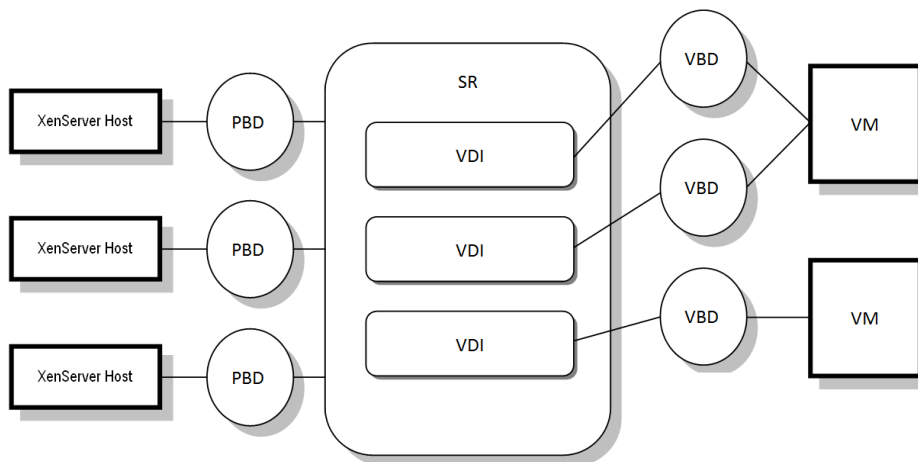 SR
VBD
XenServer Host
PBD
VDI
VM
VBD
XenServer Host
PBD
VDI
VBD
VM
XenServer Host
PBD
VDI